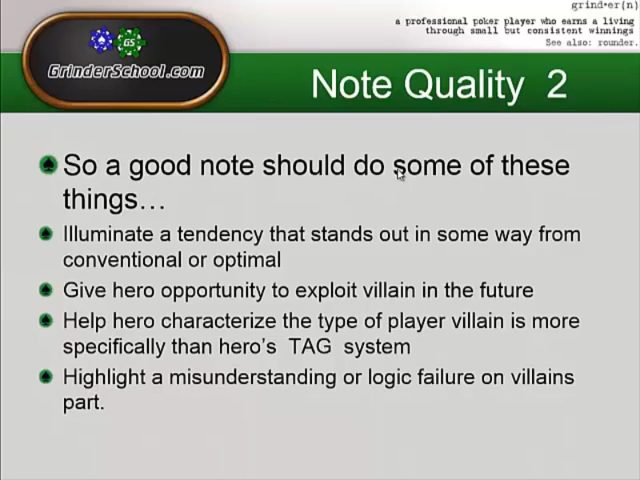 grind•er(n)
a professional poker player who earns a living
through small but consistent winnings
See also: rounder.
GS
GrinderSchool.com
Note Quality 2
So a good note should do some of these
things…
Illuminate a tendency that stands out in some way from
conventional or optimal
Give hero opportunity to exploit villain in the future
Help hero characterize the type of player villain is more
specifically than hero's TAG system
Highlight a misunderstanding or logic failure on villains
part.